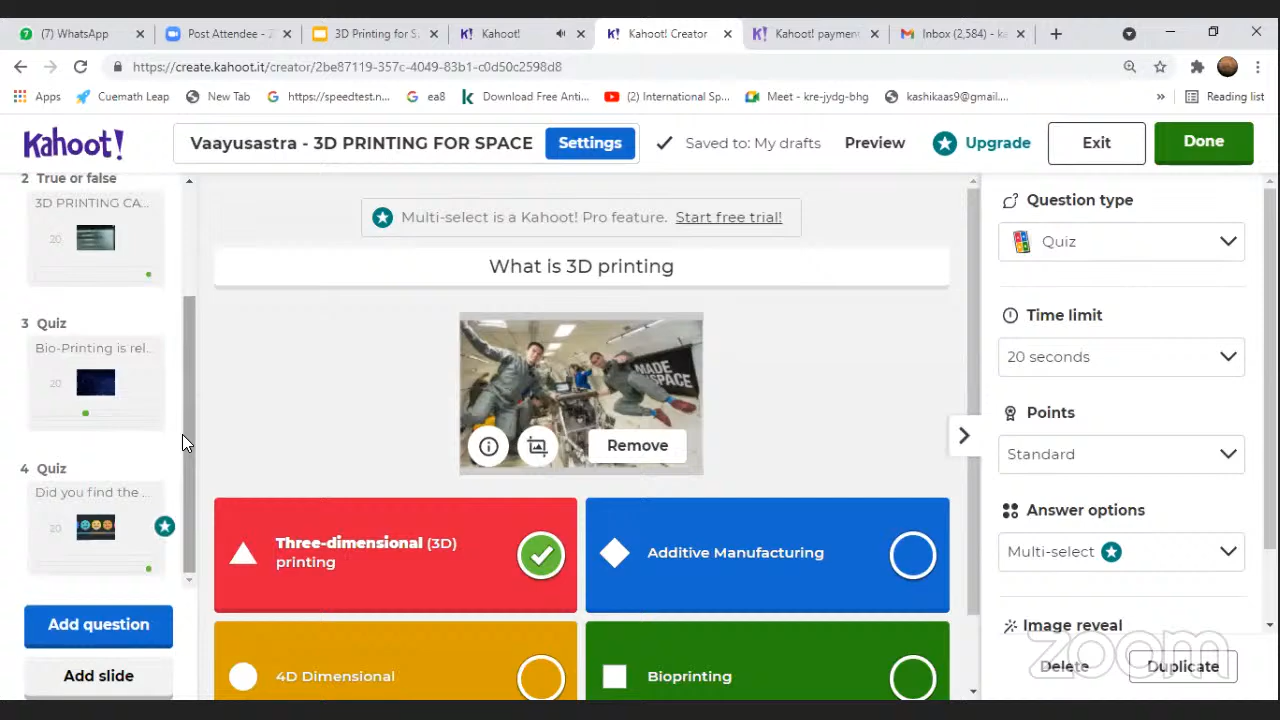 7
(7) WhatsApp
Post Attendee - Z
3D Printing for S
K! Kahoot!
K! Kahoot! Creator
K! Kahoot! payment
Inbox (2,584) - ka
https://create.kahoot.it/creator/2be87119-357c-4049-83b1-c0d50c2598d8
Apps
Cuemath Leap
New Tab
https://speedtest.n...
ea8
Download Free Anti...
(2) International Sp...
Meet - kre-jydg-bhg
kashikaas9@gmail....
»
Reading list
Kahoot!
Vaayusastra - 3D PRINTING FOR SPACE
Settings
Saved to: My drafts
Preview
Upgrade
Exit
Done
2 True or false
3D PRINTING CA...
20
3 Quiz
Bio-Printing is rel...
20
4 Quiz
Did you find the ...
20
Add question
Add slide
Multi-select is a Kahoot! Pro feature. Start free trial!
What is 3D printing
MADE
SPACE
Remove
Three-dimensional (3D)
printing
Additive Manufacturing
4D Dimensional
Bioprinting
Question type
Quiz
Time limit
20 seconds
Points
Standard
Answer options
Multi-select
Image reveal
Delete
Duplicate
zoom